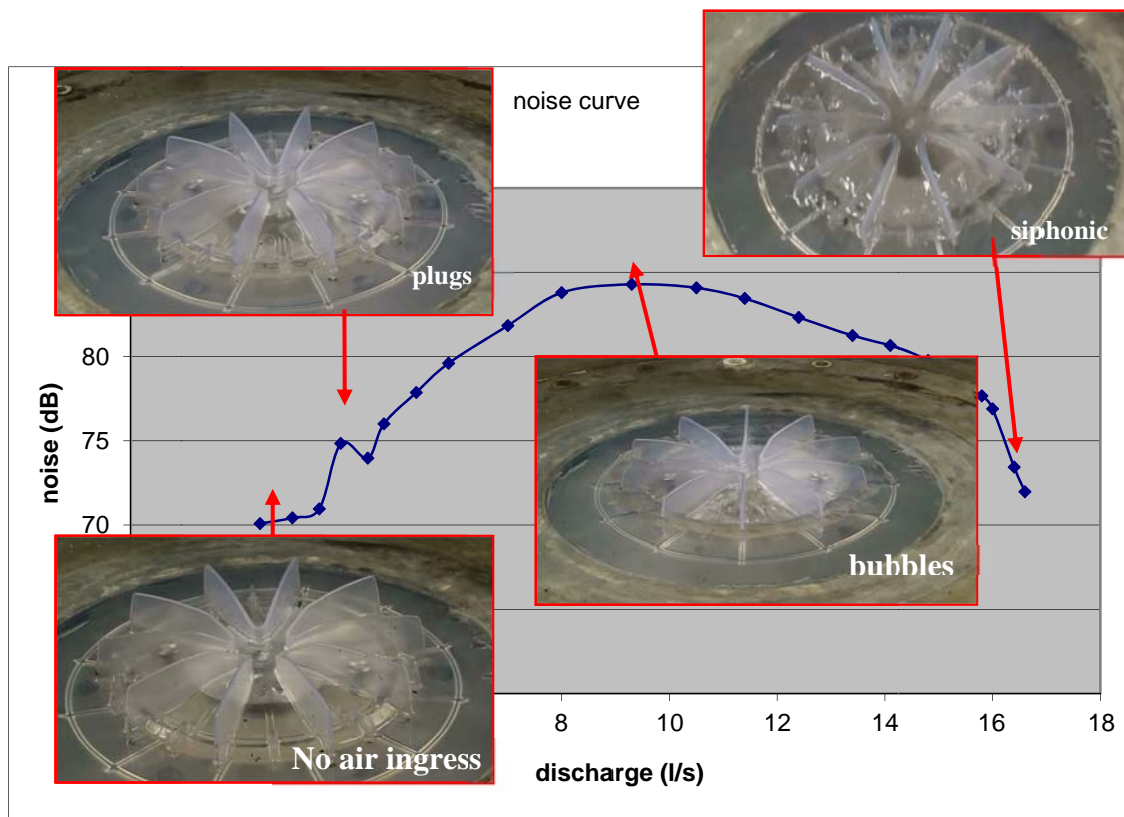 noise curve
siphonic
plugs
80
noise (dB)
75
bubbles
70
No air ingress
8
10
12
14
16
18
discharge (l/s)